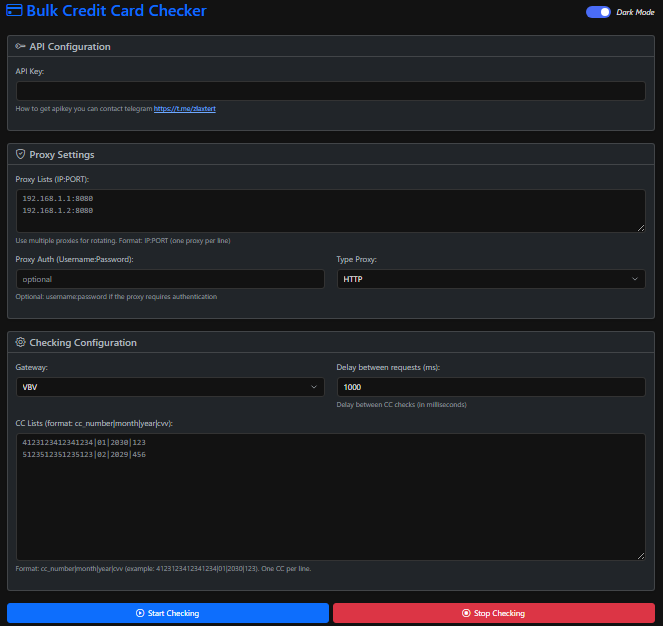 Bulk Credit Card Checker
Dark Mode
API Configuration
API Key:
How to get apikey you can contact telegram https://t.me/zlaxtert
Proxy Settings
Proxy Lists (IP:PORT):
192.168.1.1:8080
192.168.1.2:8080
Use multiple proxies for rotating. Format: IP:PORT (one proxy per line)
Proxy Auth (Username:Password):
Type Proxy:
optional
HTTP
Optional: username:password if the proxy requires authentication
Checking Configuration
Gateway:
Delay between requests (ms):
VBV
1000
Delay between CC checks (in milliseconds)
CC Lists (format: cc_number|month|year|cvv):
4123123412341234|01|2030|123
5123512351235123|02|2029|456
Format: cc_number|month|year|cvv (example: 4123123412341234|01|2030|123). One CC per line.
Start Checking
Stop Checking